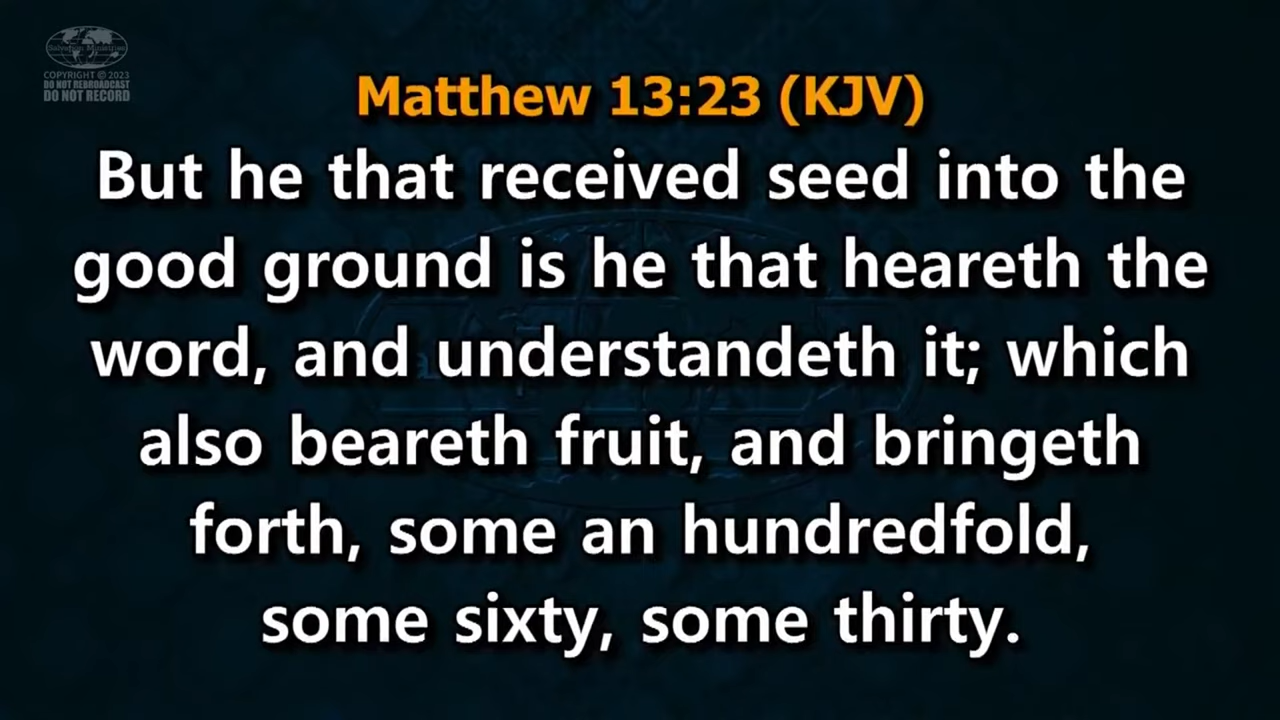 Salvation Ministries
COPYRIGHT © 2023
DO NOT REBROADCAST
DO NOT RECORD
Matthew 13:23 (KJV)
But he that received seed into the
good ground is he that heareth the
word, and understandeth it; which
also beareth fruit, and bringeth
forth, some an hundredfold,
some sixty, some thirty.